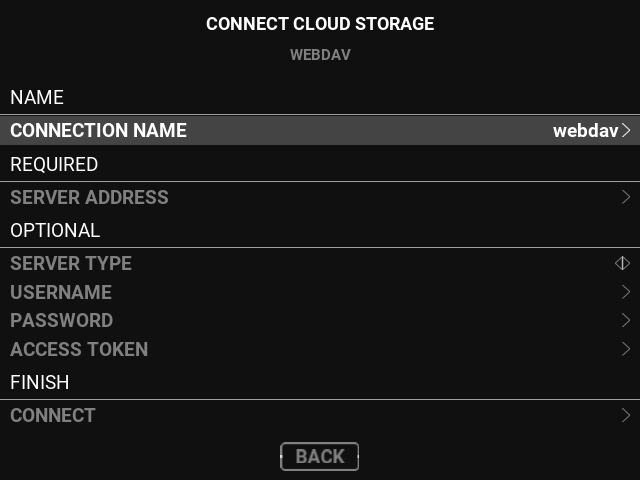 CONNECT CLOUD STORAGE
WEBDAV
NAME
CONNECTION NAME webdav
REQUIRED
SERVER ADDRESS
OPTIONAL
SERVER TYPE
USERNAME
PASSWORD
ACCESS TOKEN
FINISH
CONNECT
BACK